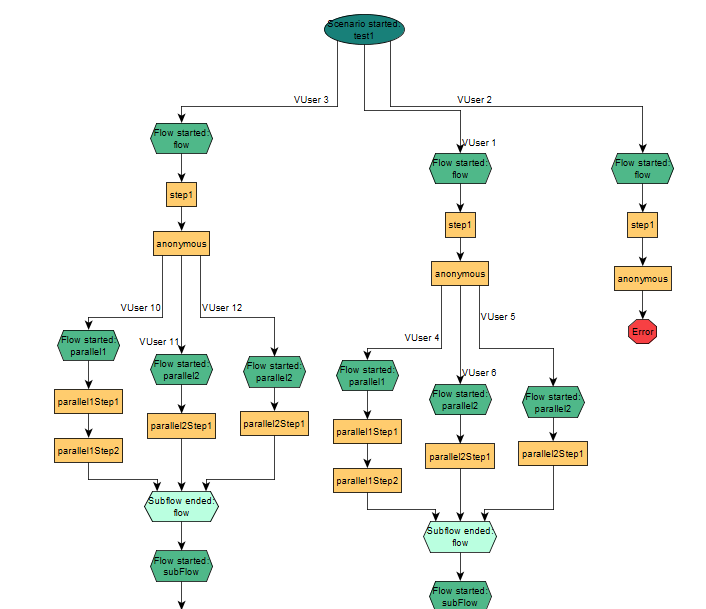 Scenario started:
test1
VUser 3
VUser 2
VUser 1
Flow started:
flow
Flow started:
flow
Flow started:
flow
step1
step1
step1
anonymous
anonymous
anonymous
VUser 10
VUser 12
VUser 11
VUser 5
VUser 4
VUser 6
Error
Flow started:
parallel1
Flow started:
parallel2
Flow started:
parallel2
Flow started:
parallel1
Flow started:
parallel2
Flow started:
parallel2
parallel1Step1
parallel2Step1
parallel2Step1
parallel1Step1
parallel2Step1
parallel2Step1
parallel1Step2
parallel1Step2
Subflow ended:
flow
Subflow ended:
flow
Flow started:
subFlow
Flow started:
subFlow